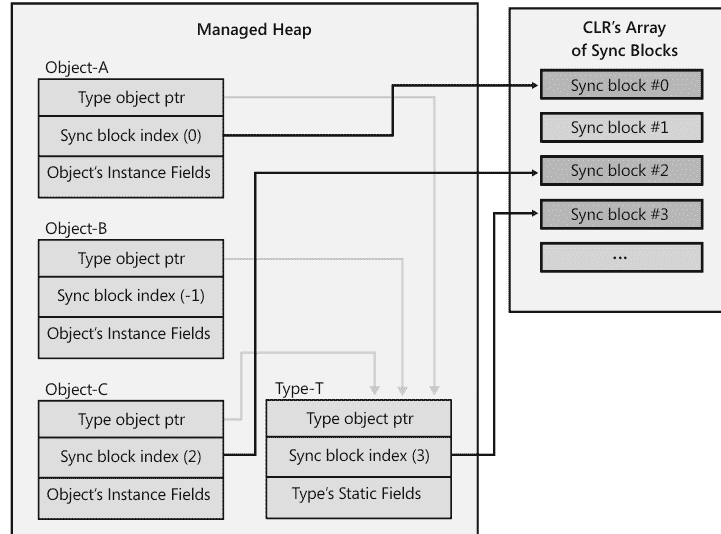 Managed Heap
Object-A
Type object ptr
Sync block index (0)
Object's Instance Fields
Object-B
Type object ptr
Sync block index (-1)
Object's Instance Fields
Object-C
Type object ptr
Sync block index (2)
Object's Instance Fields
Type-T
Type object ptr
Sync block index (3)
Type's Static Fields
CLR's Array
of Sync Blocks
Sync block #0
Sync block #1
Sync block #2
Sync block #3
...